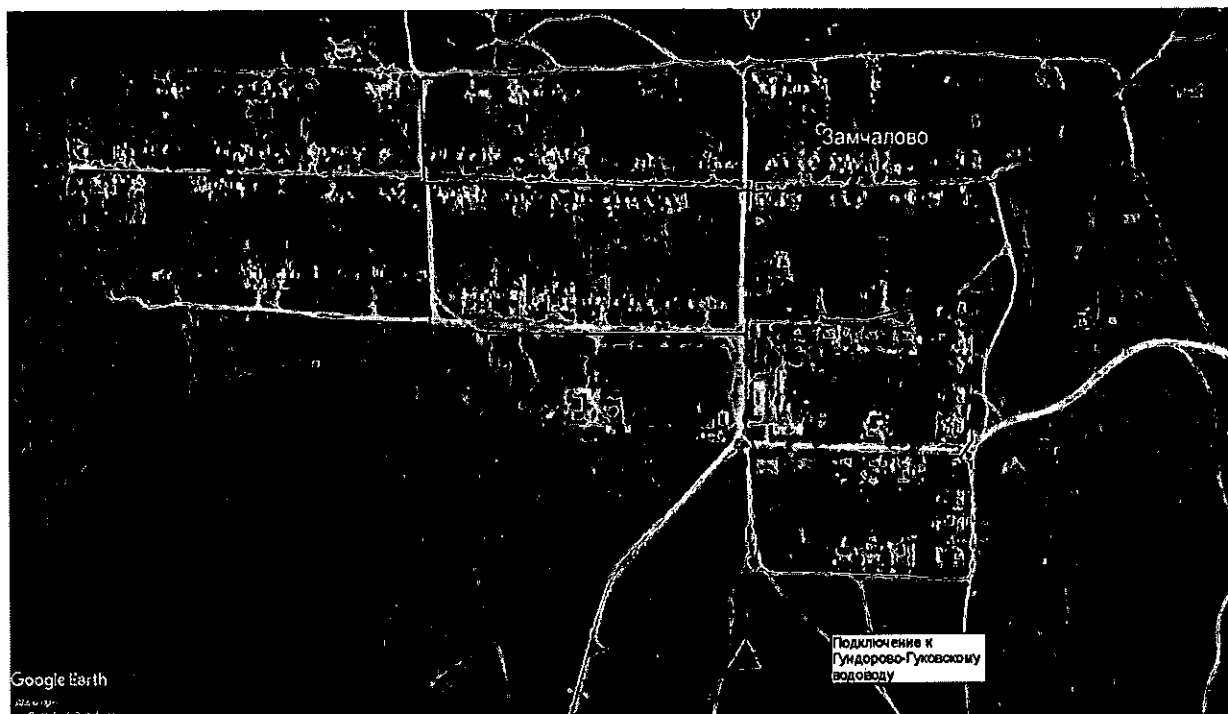 Замчалово
Подключение к
Гундорово-Гуковскому
водоводу
Google Earth